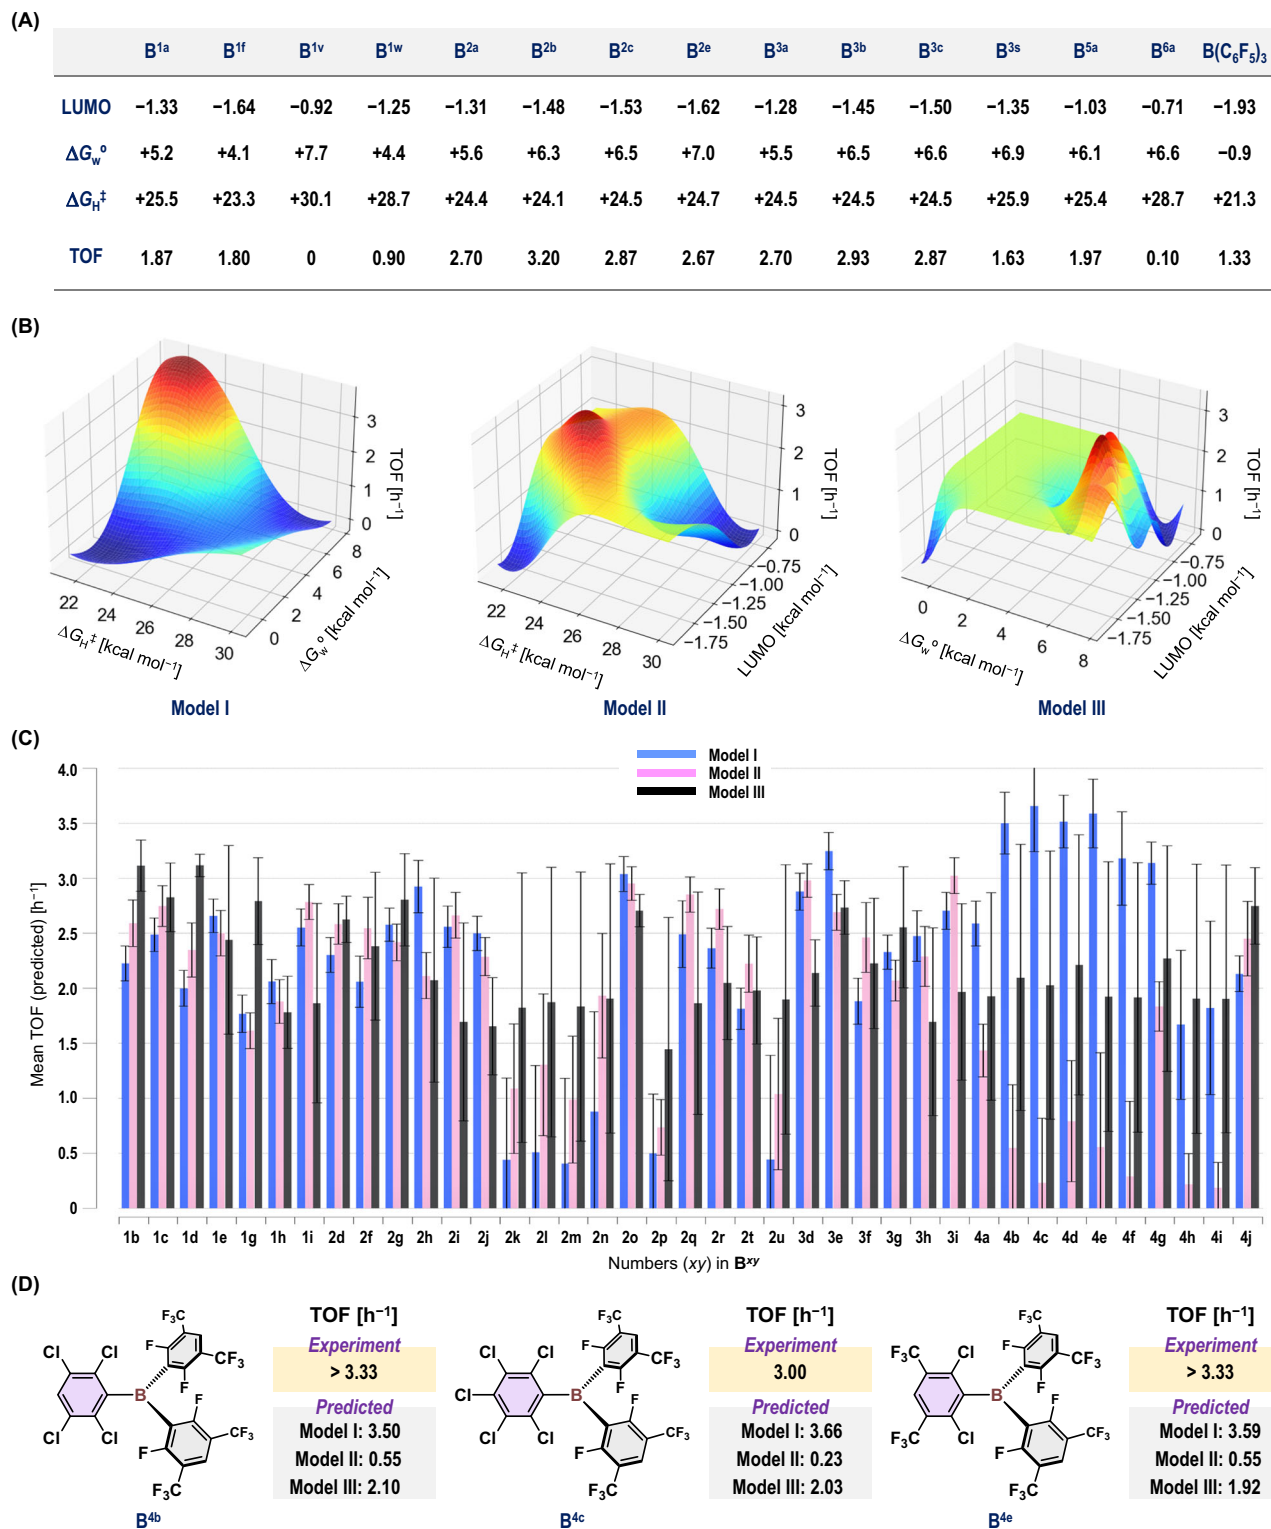 (A)
B1a B1f B1v B1w B2a B2b B2c B2e B3a B3b B3c B3s B5a B6a B(C6F5)3
LUMO −1.33 −1.64 −0.92 −1.25 −1.31 −1.48 −1.53 −1.62 −1.28 −1.45 −1.50 −1.35 −1.03 −0.71 −1.93
ΔGw° +5.2 +4.1 +7.7 +4.4 +5.6 +6.3 +6.5 +7.0 +5.5 +6.5 +6.6 +6.9 +6.1 +6.6 −0.9
ΔGH‡ +25.5 +23.3 +30.1 +28.7 +24.4 +24.1 +24.5 +24.7 +24.5 +24.5 +24.5 +25.9 +25.4 +28.7 +21.3
TOF 1.87 1.80 0 0.90 2.70 3.20 2.87 2.67 2.70 2.93 2.87 1.63 1.97 0.10 1.33
(B)
3
2
1
0
TOF [h−1]
22 24 26 28 30
ΔGH‡ [kcal mol−1]
0 2 4 6 8
ΔGw° [kcal mol−1]
Model I
3
2
1
0
TOF [h−1]
22 24 26 28 30
ΔGH‡ [kcal mol−1]
−0.75
−1.00
−1.25
−1.50
−1.75
LUMO [kcal mol−1]
Model II
3
2
1
0
TOF [h−1]
0 2 4 6 8
ΔGw° [kcal mol−1]
−0.75
−1.00
−1.25
−1.50
−1.75
LUMO [kcal mol−1]
Model III
(C)
Model I
Model II
Model III
Mean TOF (predicted) [h−1]
4.0
3.5
3.0
2.5
2.0
1.5
1.0
0.5
0
1b 1c 1d 1e 1g 1h 1i 2d 2f 2g 2h 2i 2j 2k 2l 2m 2n 2o 2p 2q 2r 2t 2u 3d 3e 3f 3g 3h 3i 4a 4b 4c 4d 4e 4f 4g 4h 4i 4j
Numbers (xy) in Bxy
(D)
Cl Cl Cl Cl B F F F F F3C CF3 CF3 F3C
B4b
TOF [h−1]
Experiment
> 3.33
Predicted
Model I: 3.50
Model II: 0.55
Model III: 2.10
Cl Cl Cl Cl Cl B F F F F F3C CF3 CF3 F3C
B4c
TOF [h−1]
Experiment
3.00
Predicted
Model I: 3.66
Model II: 0.23
Model III: 2.03
F3C Cl F3C Cl B F F F F F3C CF3 CF3 F3C
B4e
TOF [h−1]
Experiment
> 3.33
Predicted
Model I: 3.59
Model II: 0.55
Model III: 1.92